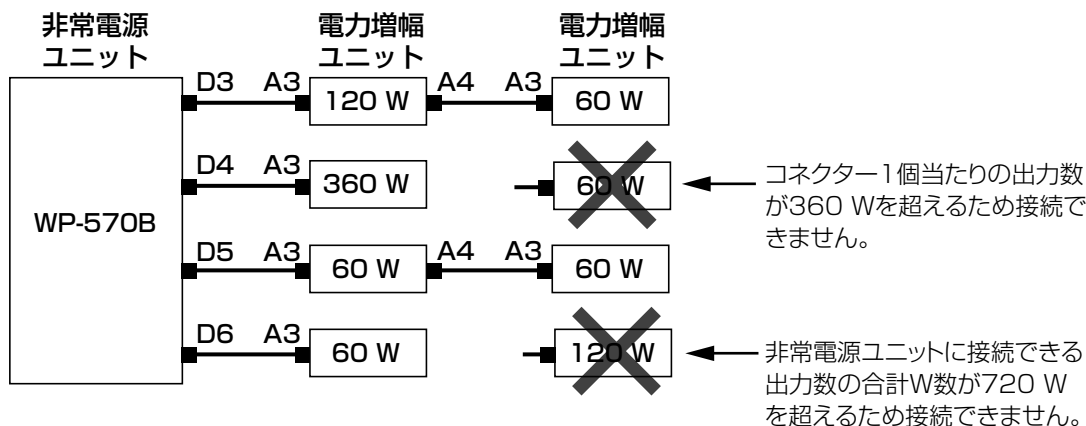 非常電源
ユニット
電力増幅
ユニット
電力増幅
ユニット
WP-570B
D3 A3 120 W A4 A3 60 W
D4 A3 360 W 60 W
コネクター1個当たりの出力数
が360 Wを超えるため接続で
きません。
D5 A3 60 W A4 A3 60 W
D6 A3 60 W 120 W
非常電源ユニットに接続できる
出力数の合計W数が720 W
を超えるため接続できません。